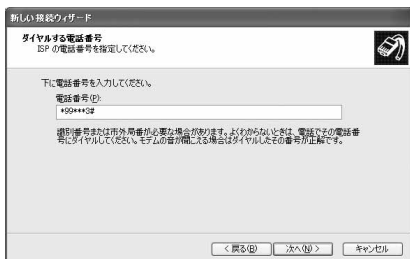 新しい接続ウィザード
ダイヤルする電話番号
ISP の電話番号を指定してください。
下に電話番号を入力してください。
電話番号(P):
*99***3#
識別番号または市外局番が必要な場合があります。よくわからないときは、電話でその電話番
号にダイヤルしてください。モデムの音が聞こえる場合はダイヤルしたその番号が正解です。
< 戻る(B)
次へ(N) >
キャンセル